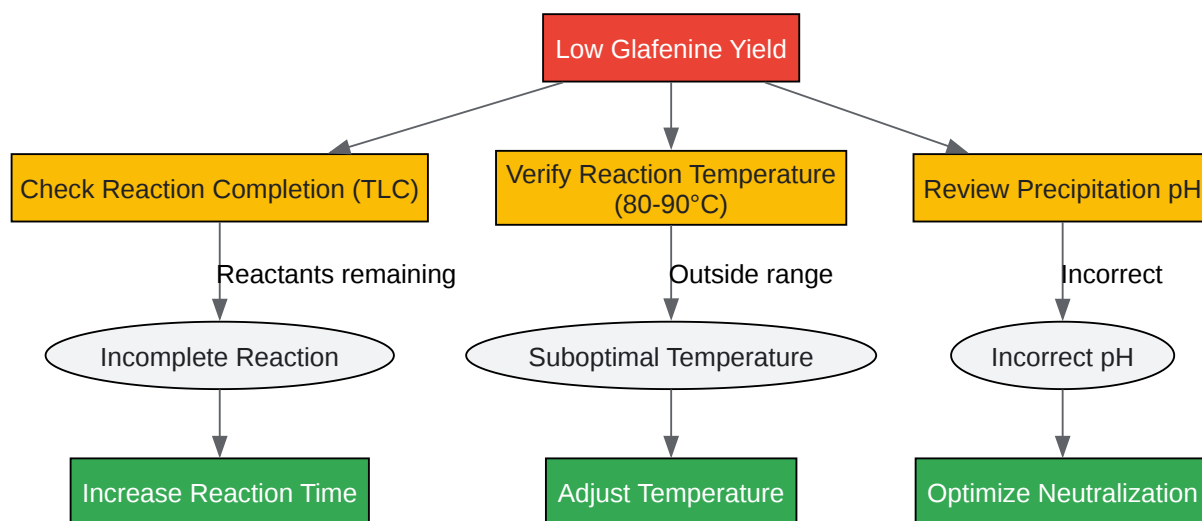 Low Glafenine Yield
Check Reaction Completion (TLC)
Verify Reaction Temperature
(80-90°C)
Review Precipitation pH
Reactants remaining
Outside range
Incorrect
Incomplete Reaction
Suboptimal Temperature
Incorrect pH
Increase Reaction Time
Adjust Temperature
Optimize Neutralization